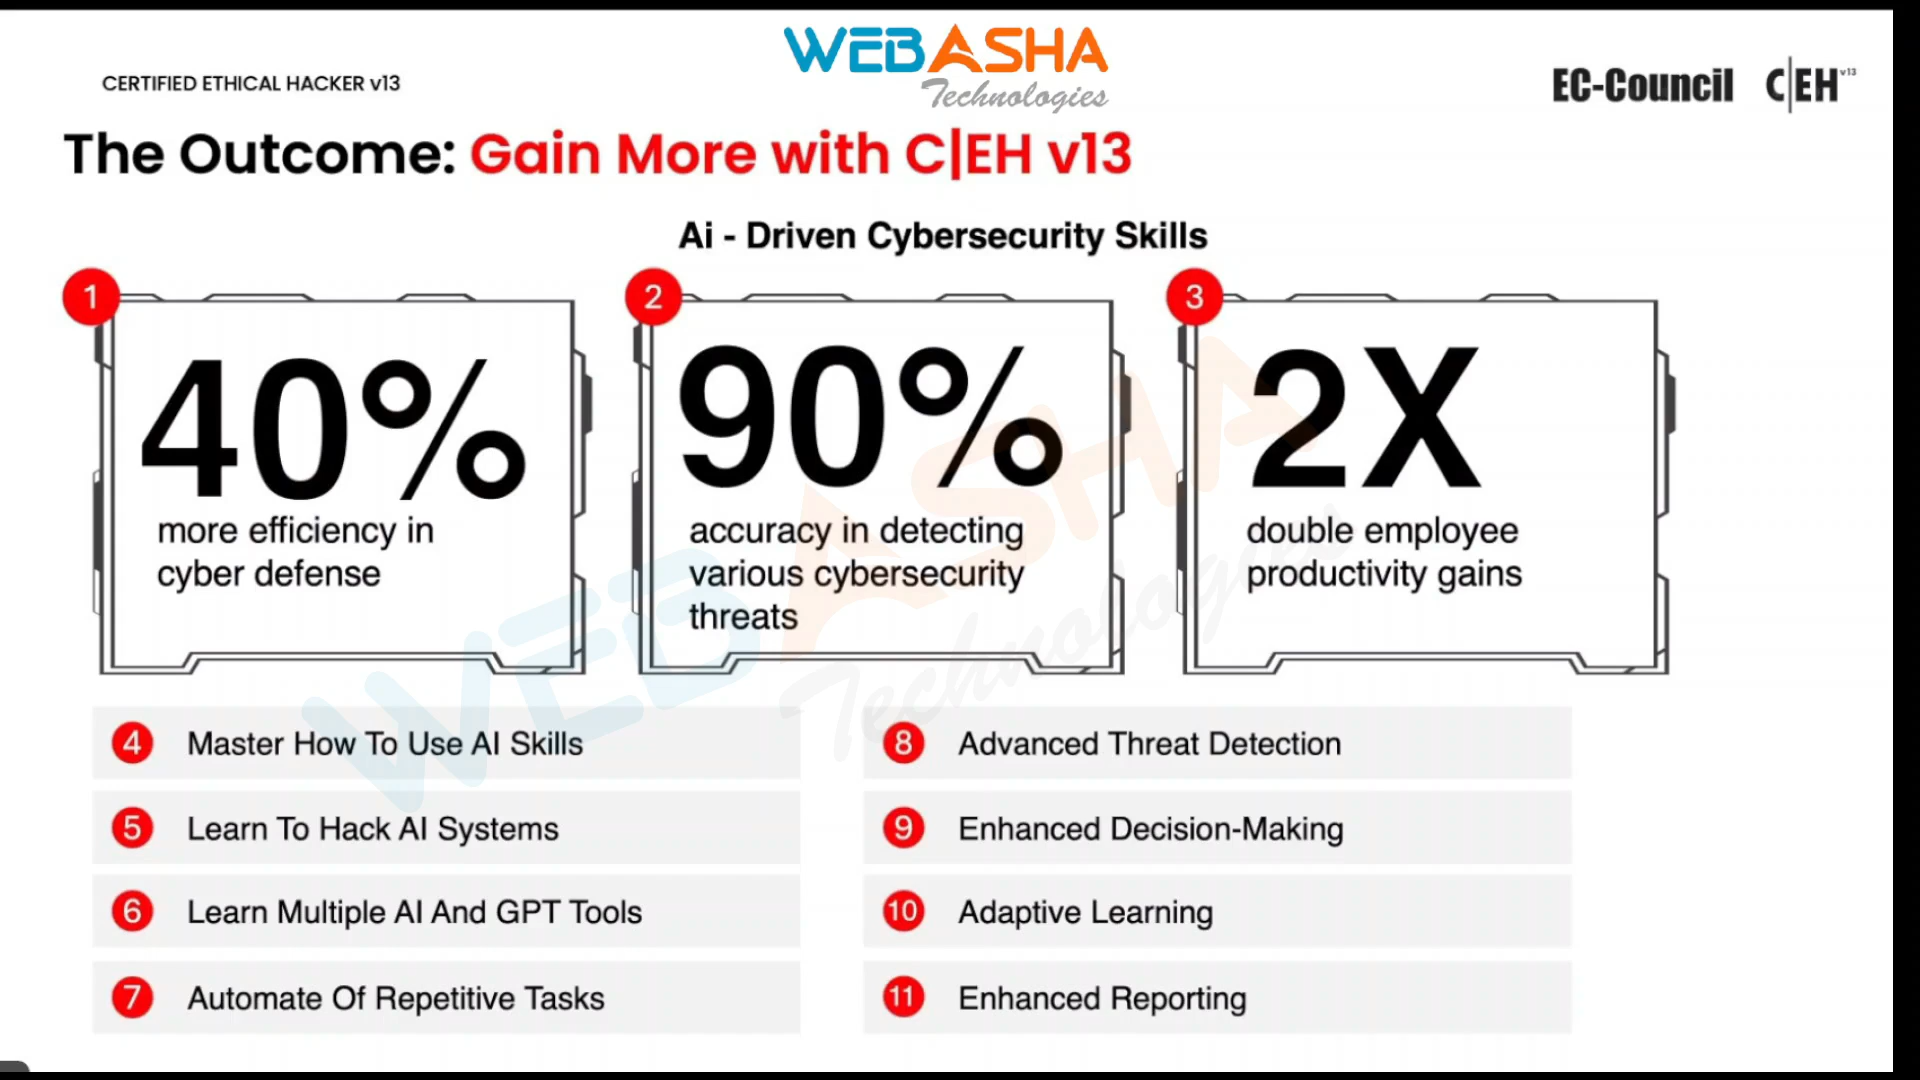 WEBASHA
Technologies
CERTIFIED ETHICAL HACKER v13
EC-Council C|EH v13
The Outcome: Gain More with C|EH v13
Ai - Driven Cybersecurity Skills
1
40%
more efficiency in
cyber defense
2
90%
accuracy in detecting
various cybersecurity
threats
3
2X
double employee
productivity gains
WEBASHA
Technologies
4 Master How To Use AI Skills
5 Learn To Hack AI Systems
6 Learn Multiple AI And GPT Tools
7 Automate Of Repetitive Tasks
8 Advanced Threat Detection
9 Enhanced Decision-Making
10 Adaptive Learning
11 Enhanced Reporting